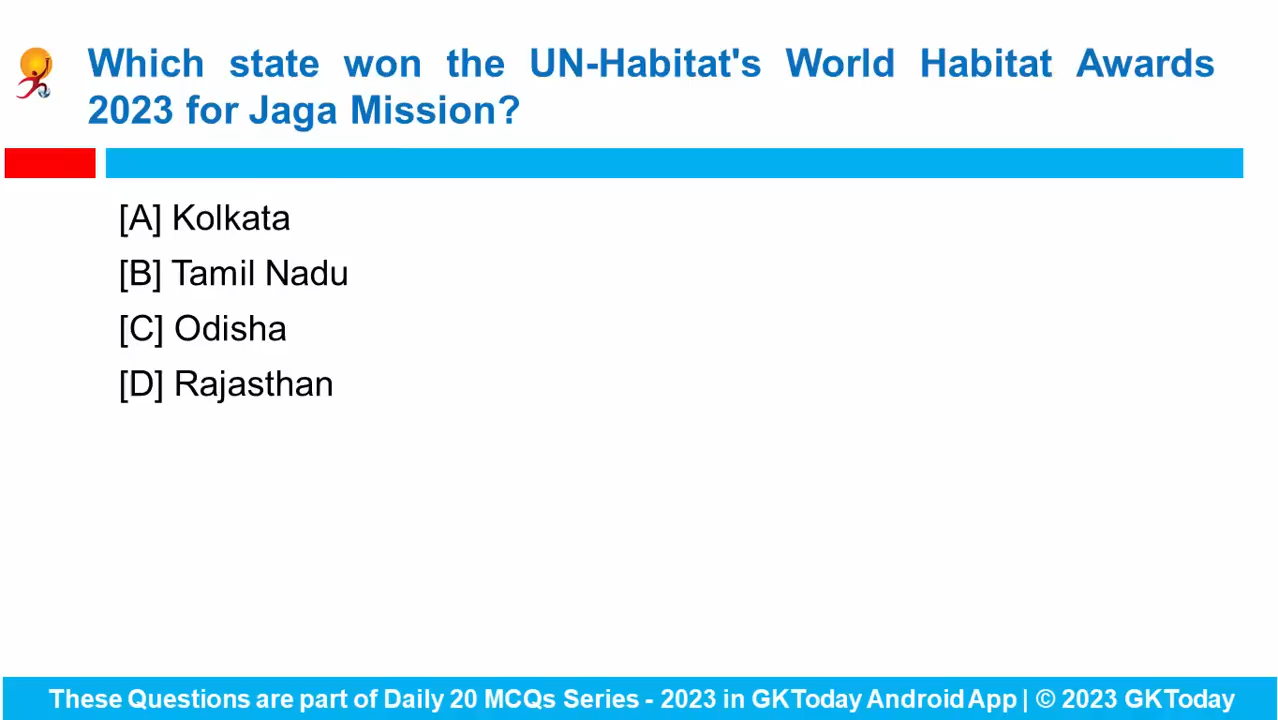 Which state won the UN-Habitat's World Habitat Awards
2023 for Jaga Mission?
[A] Kolkata
[B] Tamil Nadu
[C] Odisha
[D] Rajasthan
These Questions are part of Daily 20 MCQs Series - 2023 in GKToday Android App | © 2023 GKToday